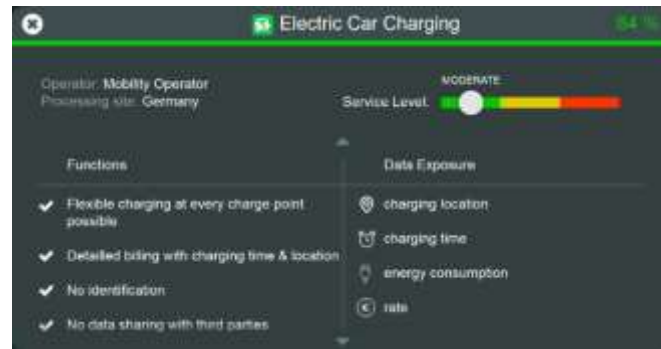 Electric Car Charging
84 %
Operator: Mobility Operator
Processing site: Germany
MODERATE
Service Level:
Functions
Flexible charging at every charge point
possible
Detailled billing with charging time & location
No identification
No data sharing with third parties
Data Exposure
charging location
charging time
energy consumption
€ rate